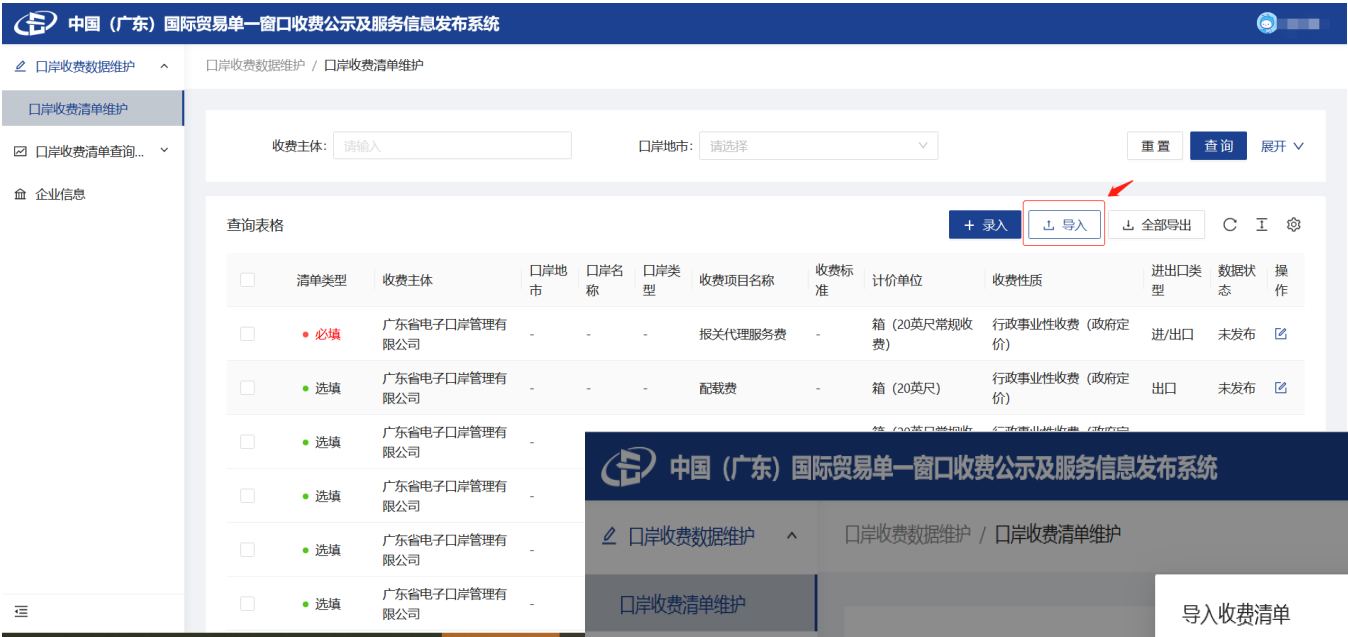 中国（广东）国际贸易单一窗口收费公示及服务信息发布系统
口岸收费数据维护
口岸收费清单维护
口岸收费清单查询...
企业信息
口岸收费数据维护 / 口岸收费清单维护
收费主体: 请输入 口岸地市: 请选择 重 置 查 询 展开
查询表格 + 录入 导入 全部导出
清单类型 收费主体 口岸地市 口岸名称 口岸类型 收费项目名称 收费标准 计价单位 收费性质 进出口类型 数据状态 操作
必填 广东省电子口岸管理有限公司 - - - 报关代理服务费 - 箱（20英尺常规收费） 行政事业性收费（政府定价） 进/出口 未发布
选填 广东省电子口岸管理有限公司 - - - 配载费 - 箱（20英尺） 行政事业性收费（政府定价） 出口 未发布
选填 广东省电子口岸管理有限公司 -
选填 广东省电子口岸管理有限公司 -
选填 广东省电子口岸管理有限公司 -
选填 广东省电子口岸管理有限公司 -
中国（广东）国际贸易单一窗口收费公示及服务信息发布系统
口岸收费数据维护
口岸收费数据维护 / 口岸收费清单维护
口岸收费清单维护
导入收费清单